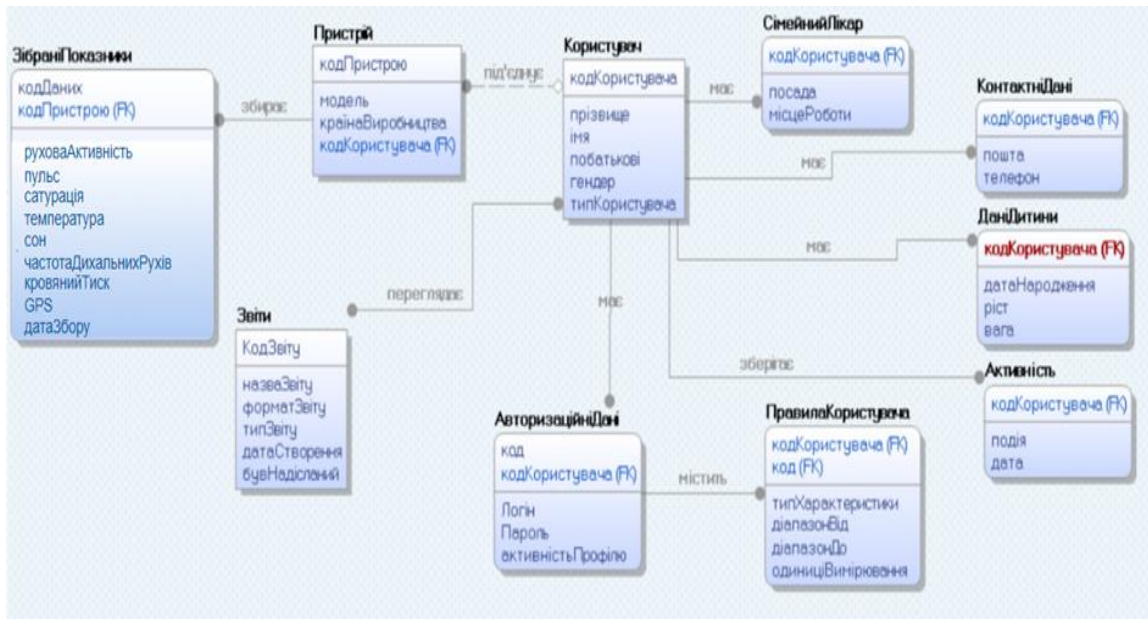 ЗібраніПоказники
кодДаних
кодПристрою (FK)
руховаАктивність
пульс
сатурація
температура
сон
частотаДихальнихРухів
кровянийТиск
GPS
датаЗбору
збирає
Пристрій
кодПристрою
модель
країнаВиробництва
кодКористувача (FK)
під'єднує
Користувач
кодКористувача
прізвище
імя
побатькові
гендер
типКористувача
має
СімейнийЛікар
кодКористувача (FK)
посада
місцеРоботи
має
КонтактніДані
кодКористувача (FK)
пошта
телефон
має
ДаніДитини
кодКористувача (FK)
датаНародження
ріст
вага
переглядає
Звіти
КодЗвіту
назваЗвіту
форматЗвіту
типЗвіту
датаСтворення
бувНадісланий
має
АвторизаційніДані
код
кодКористувача (FK)
Логін
Пароль
активністьПрофілю
містить
ПравилаКористувача
кодКористувача (FK)
код (FK)
типХарактеристики
діапазонВід
діапазонДо
одиниціВимірювання
зберігає
Активність
кодКористувача (FK)
подія
дата